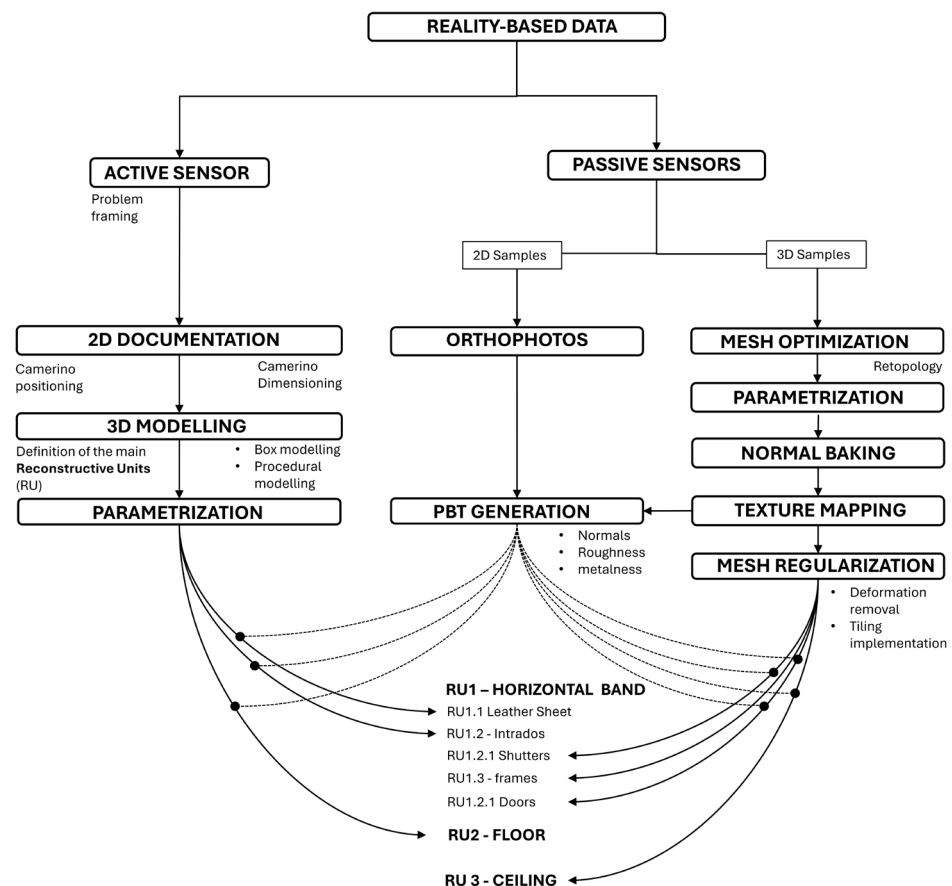 REALITY-BASED DATA
ACTIVE SENSOR
Problem
framing
PASSIVE SENSORS
2D Samples
3D Samples
2D DOCUMENTATION
Camerino
positioning
Camerino
Dimensioning
ORTHOPHOTOS
MESH OPTIMIZATION
Retopology
PARAMETRIZATION
3D MODELLING
Definition of the main
Reconstructive Units
(RU)
• Box modelling
• Procedural
modelling
NORMAL BAKING
PARAMETRIZATION
PBT GENERATION
• Normals
• Roughness
• metalness
TEXTURE MAPPING
MESH REGULARIZATION
• Deformation
removal
• Tiling
implementation
RU1 – HORIZONTAL BAND
RU1.1 Leather Sheet
RU1.2 - Intrados
RU1.2.1 Shutters
RU1.3 - frames
RU1.2.1 Doors
RU2 - FLOOR
RU 3 - CEILING